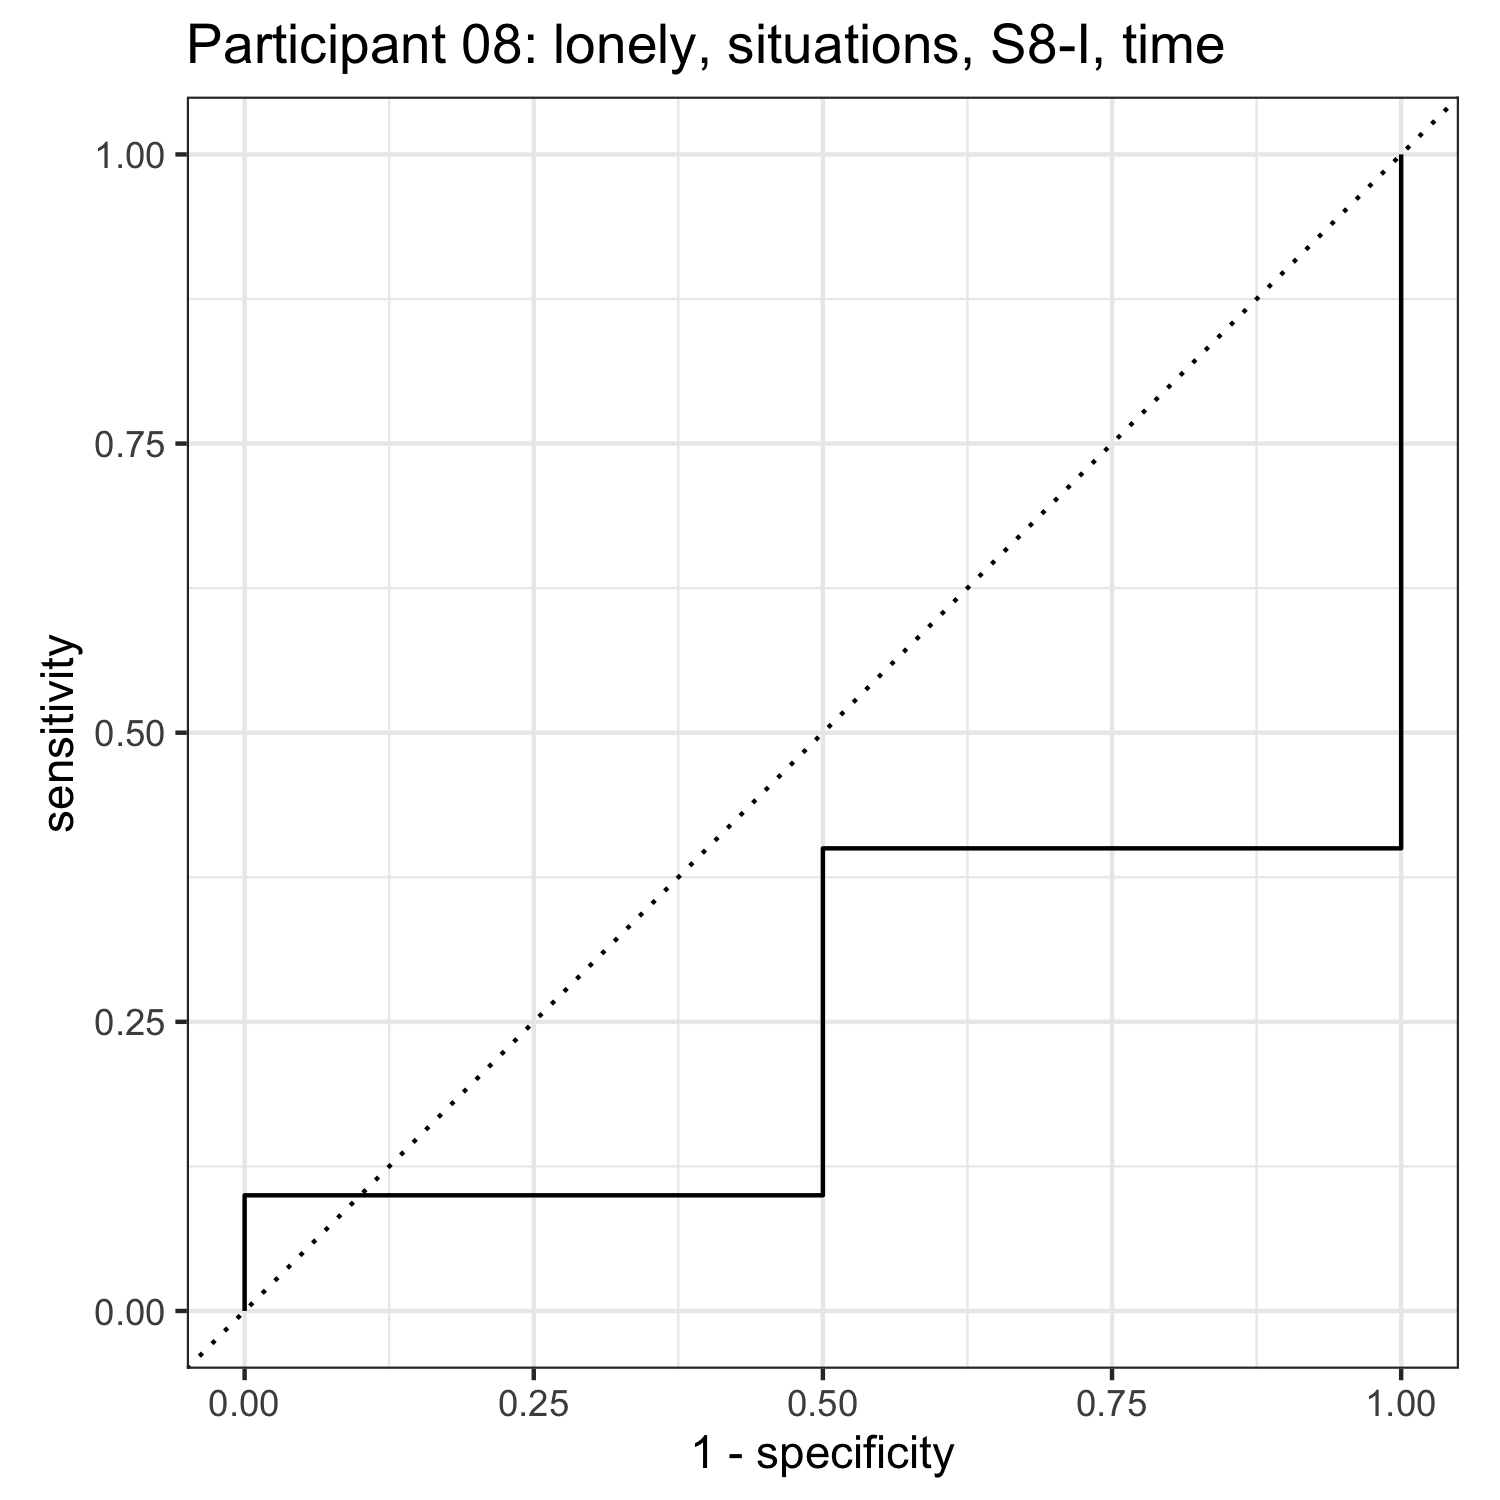 Participant 08: lonely, situations, S8-I, time
1.00
0.75
0.50
0.25
0.00
sensitivity
0.00 0.25 0.50 0.75 1.00
1 - specificity